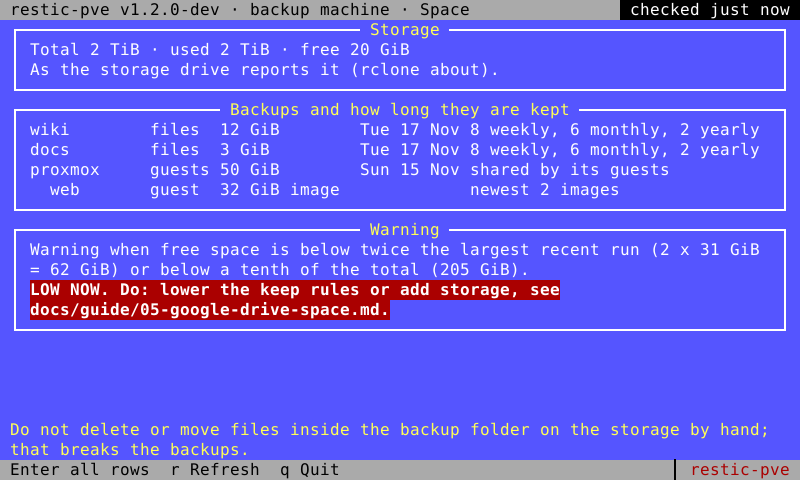 restic-pve v1.2.0-dev · backup machine · Space checked just now
Storage
Total 2 TiB · used 2 TiB · free 20 GiB
As the storage drive reports it (rclone about).
Backups and how long they are kept
wiki files 12 GiB Tue 17 Nov 8 weekly, 6 monthly, 2 yearly
docs files 3 GiB Tue 17 Nov 8 weekly, 6 monthly, 2 yearly
proxmox guests 50 GiB Sun 15 Nov shared by its guests
web guest 32 GiB image newest 2 images
Warning
Warning when free space is below twice the largest recent run (2 x 31 GiB
= 62 GiB) or below a tenth of the total (205 GiB).
LOW NOW. Do: lower the keep rules or add storage, see
docs/guide/05-google-drive-space.md.
Do not delete or move files inside the backup folder on the storage by hand;
that breaks the backups.
Enter all rows r Refresh q Quit restic-pve